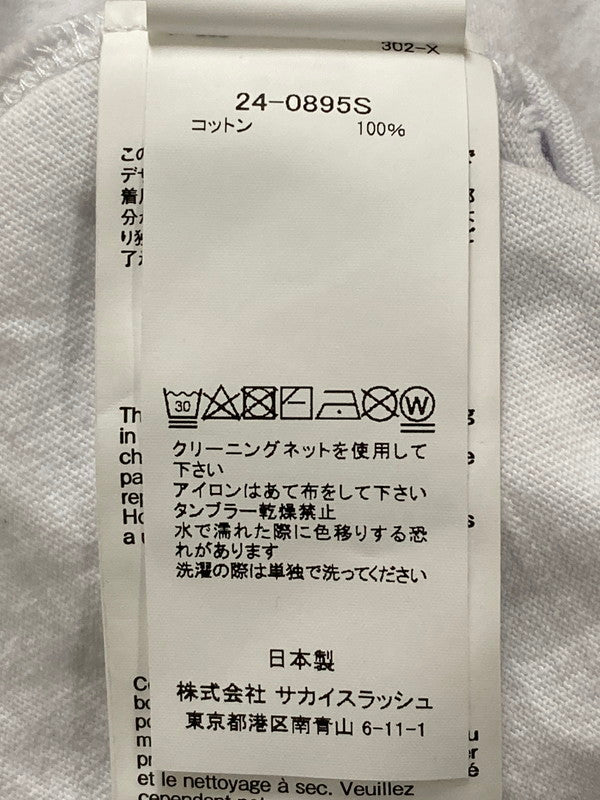 302-X
24-0895S
コットン 100%
30
W
クリーニングネットを使用して
下さい
アイロンはあて布をして下さい
タンブラー乾燥禁止
水で濡れた際に色移りする恐
れがあります
洗濯の際は単独で洗ってください
日本製
株式会社 サカイスラッシュ
東京都港区南青山 6-11-1
et le nettoyage à sec. Veuillez